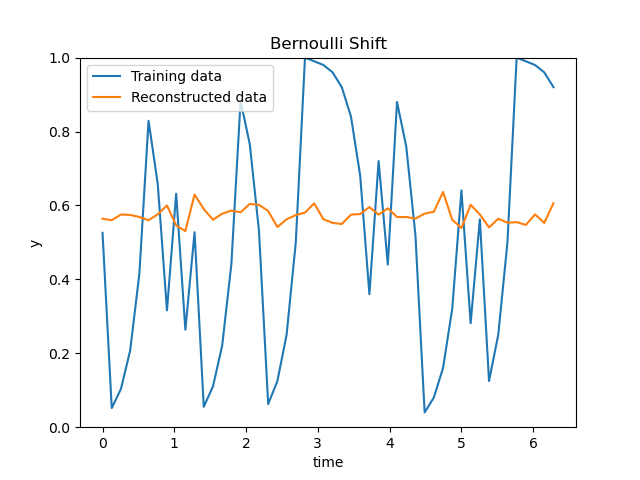 Bernoulli Shift
Training data
Reconstructed data
1.0
0.8
0.6
0.4
0.2
0.0
y
0 1 2 3 4 5 6
time